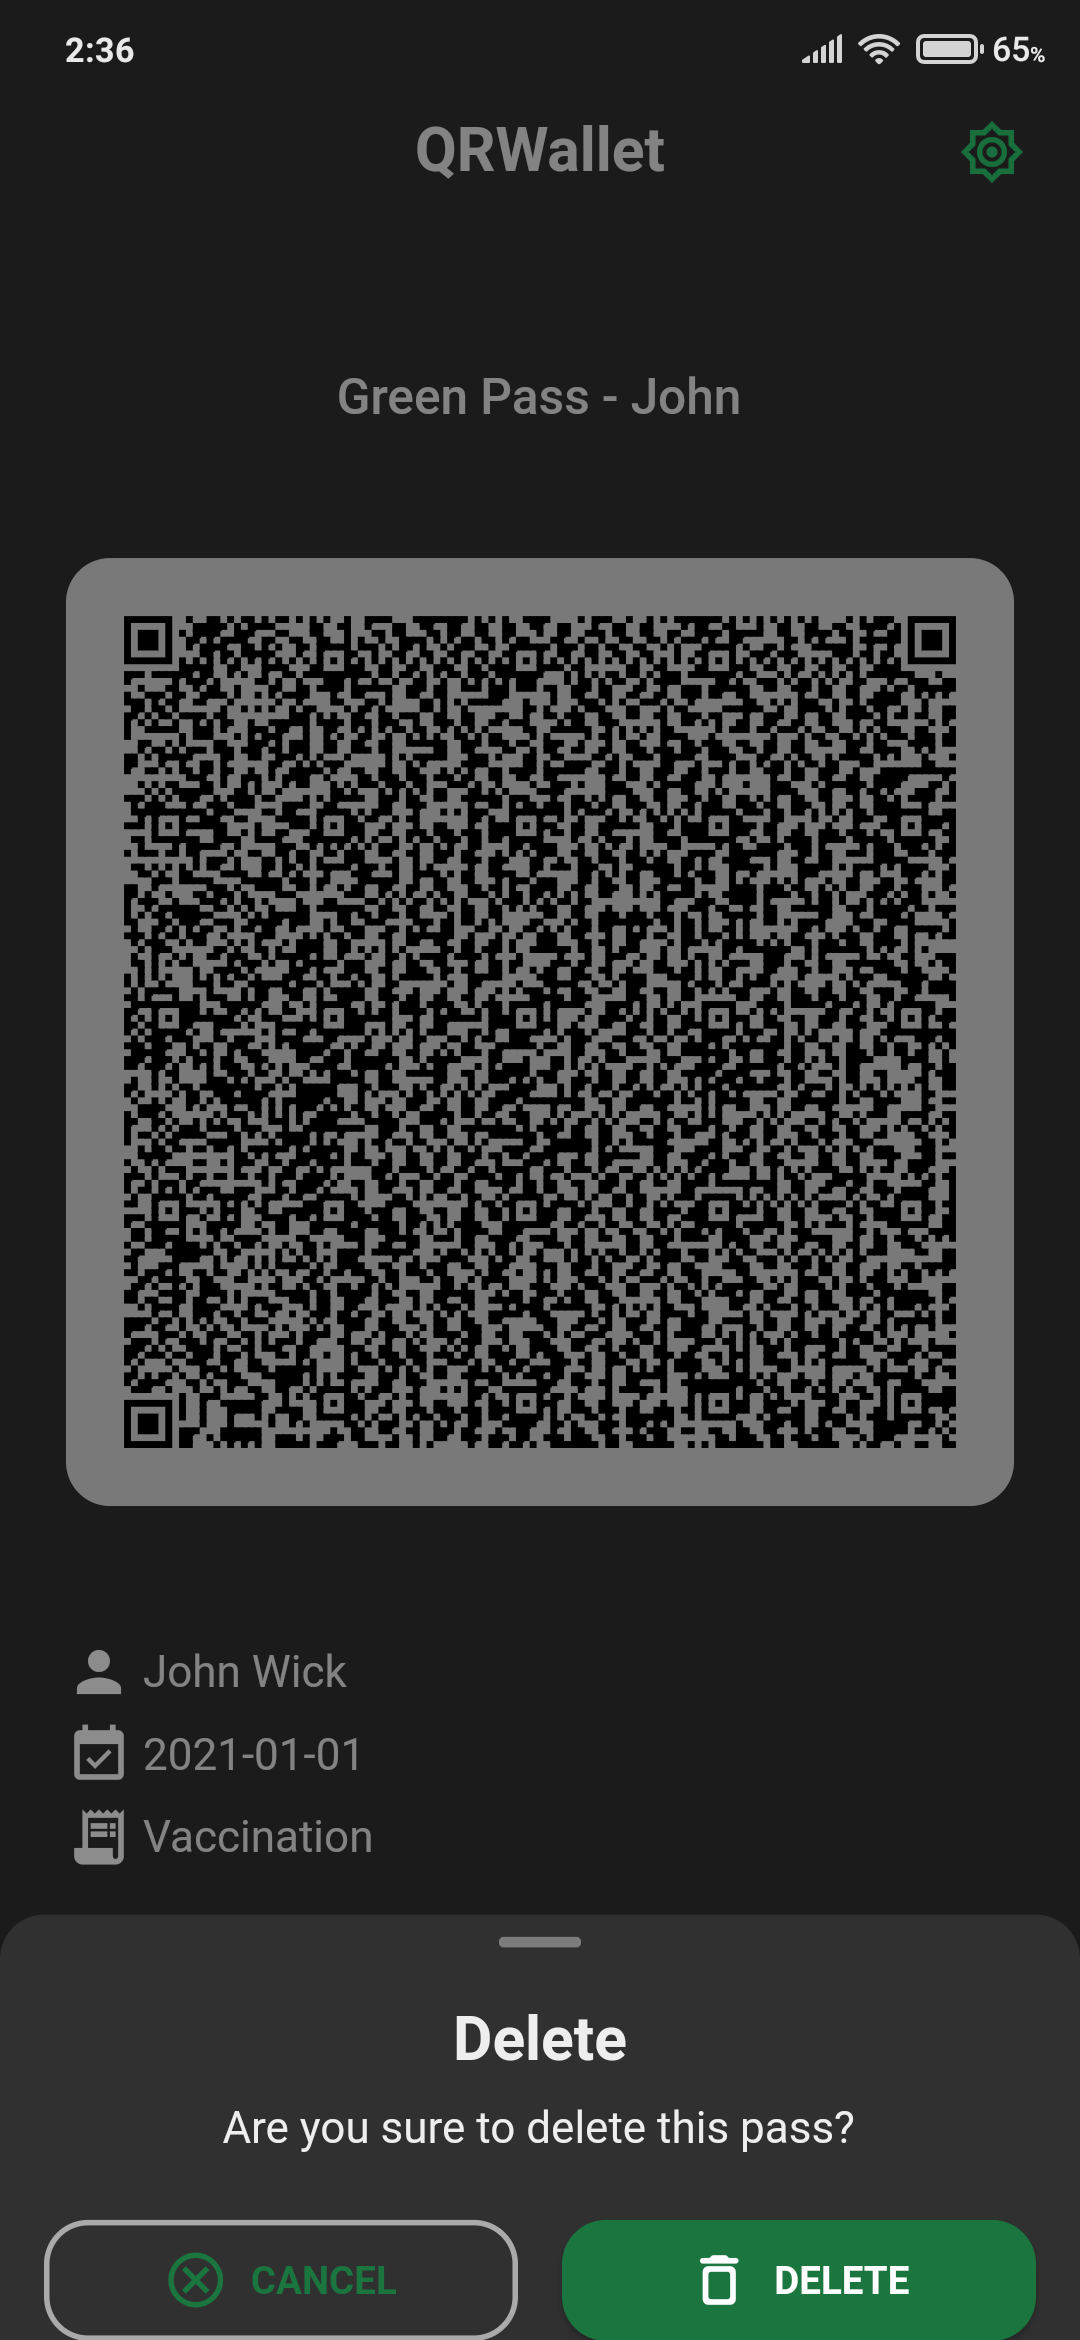 2:36
65%
QRWallet
Green Pass - John
John Wick
2021-01-01
Vaccination
Delete
Are you sure to delete this pass?
CANCEL
DELETE